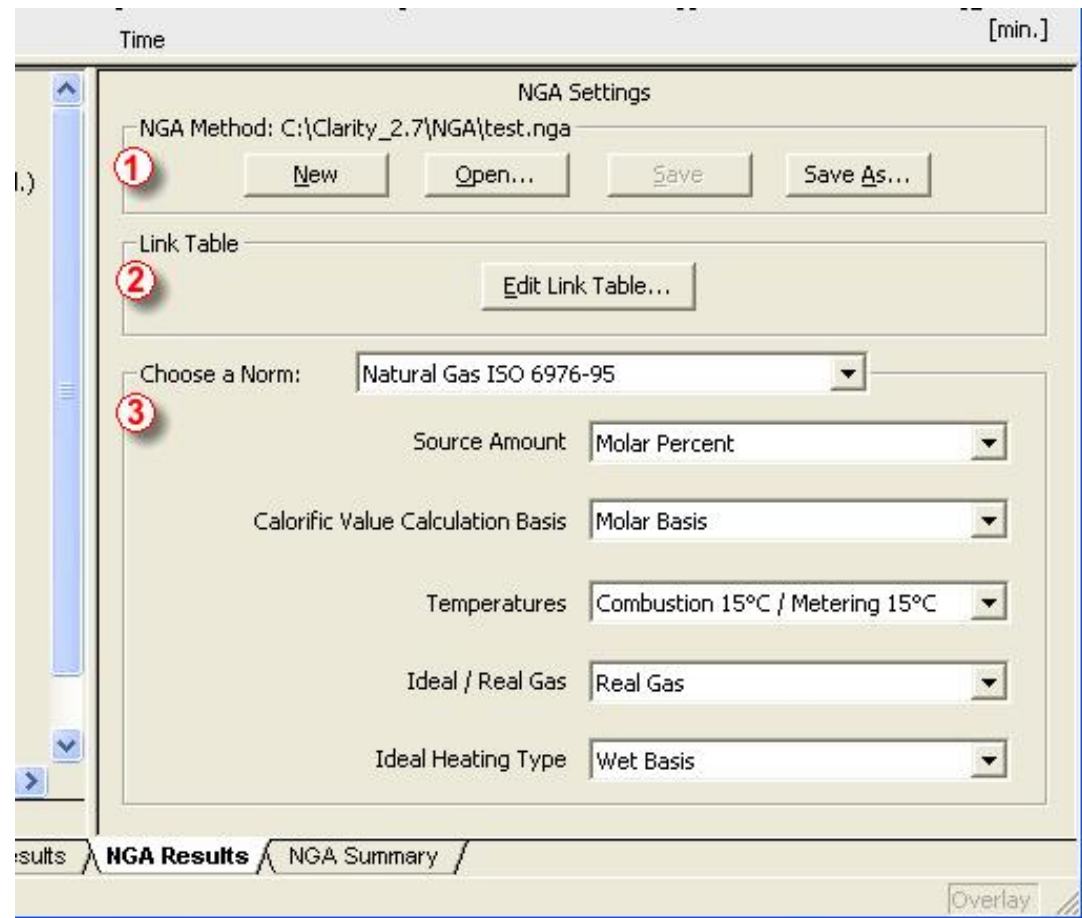 Time
[min.]
NGA Settings
NGA Method: C:\Clarity_2.7\NGA\test.nga
1
New Open... Save Save As...
.)
Link Table
2
Edit Link Table...
Choose a Norm: Natural Gas ISO 6976-95
3
Source Amount Molar Percent
Calorific Value Calculation Basis Molar Basis
Temperatures Combustion 15°C / Metering 15°C
Ideal / Real Gas Real Gas
Ideal Heating Type Wet Basis
esults NGA Results NGA Summary
Overlay